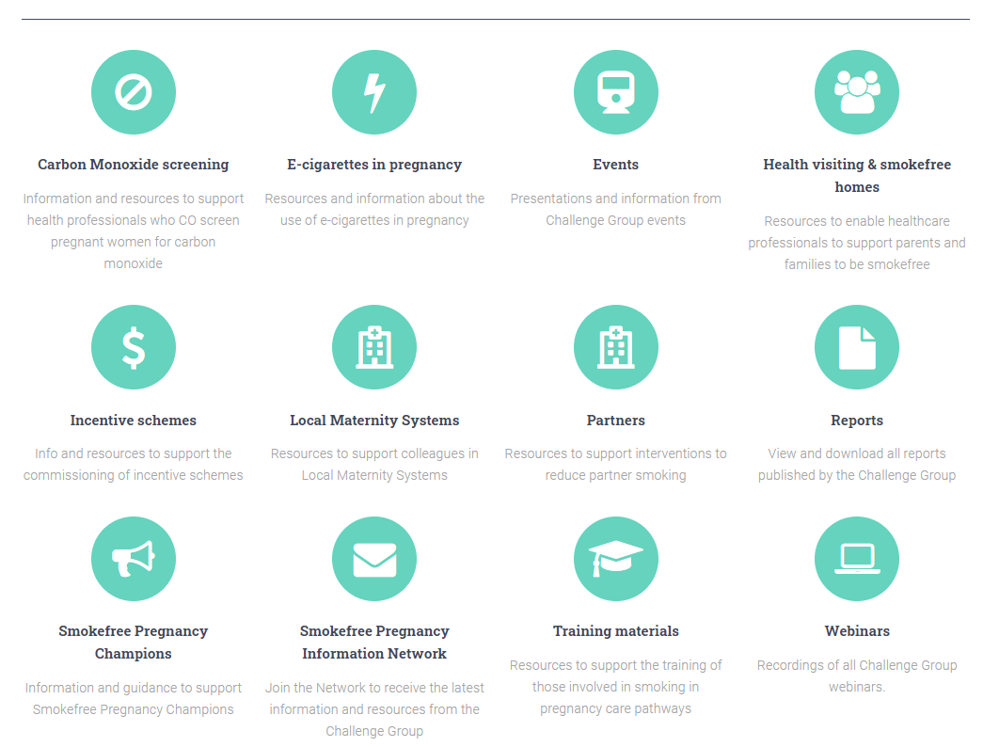 Carbon Monoxide screening
Information and resources to support
health professionals who CO screen
pregnant women for carbon
monoxide
E-cigarettes in pregnancy
Resources and information about the
use of e-cigarettes in pregnancy
Events
Presentations and information from
Challenge Group events
Health visiting & smokefree
homes
Resources to enable healthcare
professionals to support parents and
families to be smokefree
Incentive schemes
Info and resources to support the
commissioning of incentive schemes
Local Maternity Systems
Resources to support colleagues in
Local Maternity Systems
Partners
Resources to support interventions to
reduce partner smoking
Reports
View and download all reports
published by the Challenge Group
Smokefree Pregnancy
Champions
Information and guidance to support
Smokefree Pregnancy Champions
Smokefree Pregnancy
Information Network
Join the Network to receive the latest
information and resources from the
Challenge Group
Training materials
Resources to support the training of
those involved in smoking in
pregnancy care pathways
Webinars
Recordings of all Challenge Group
webinars.